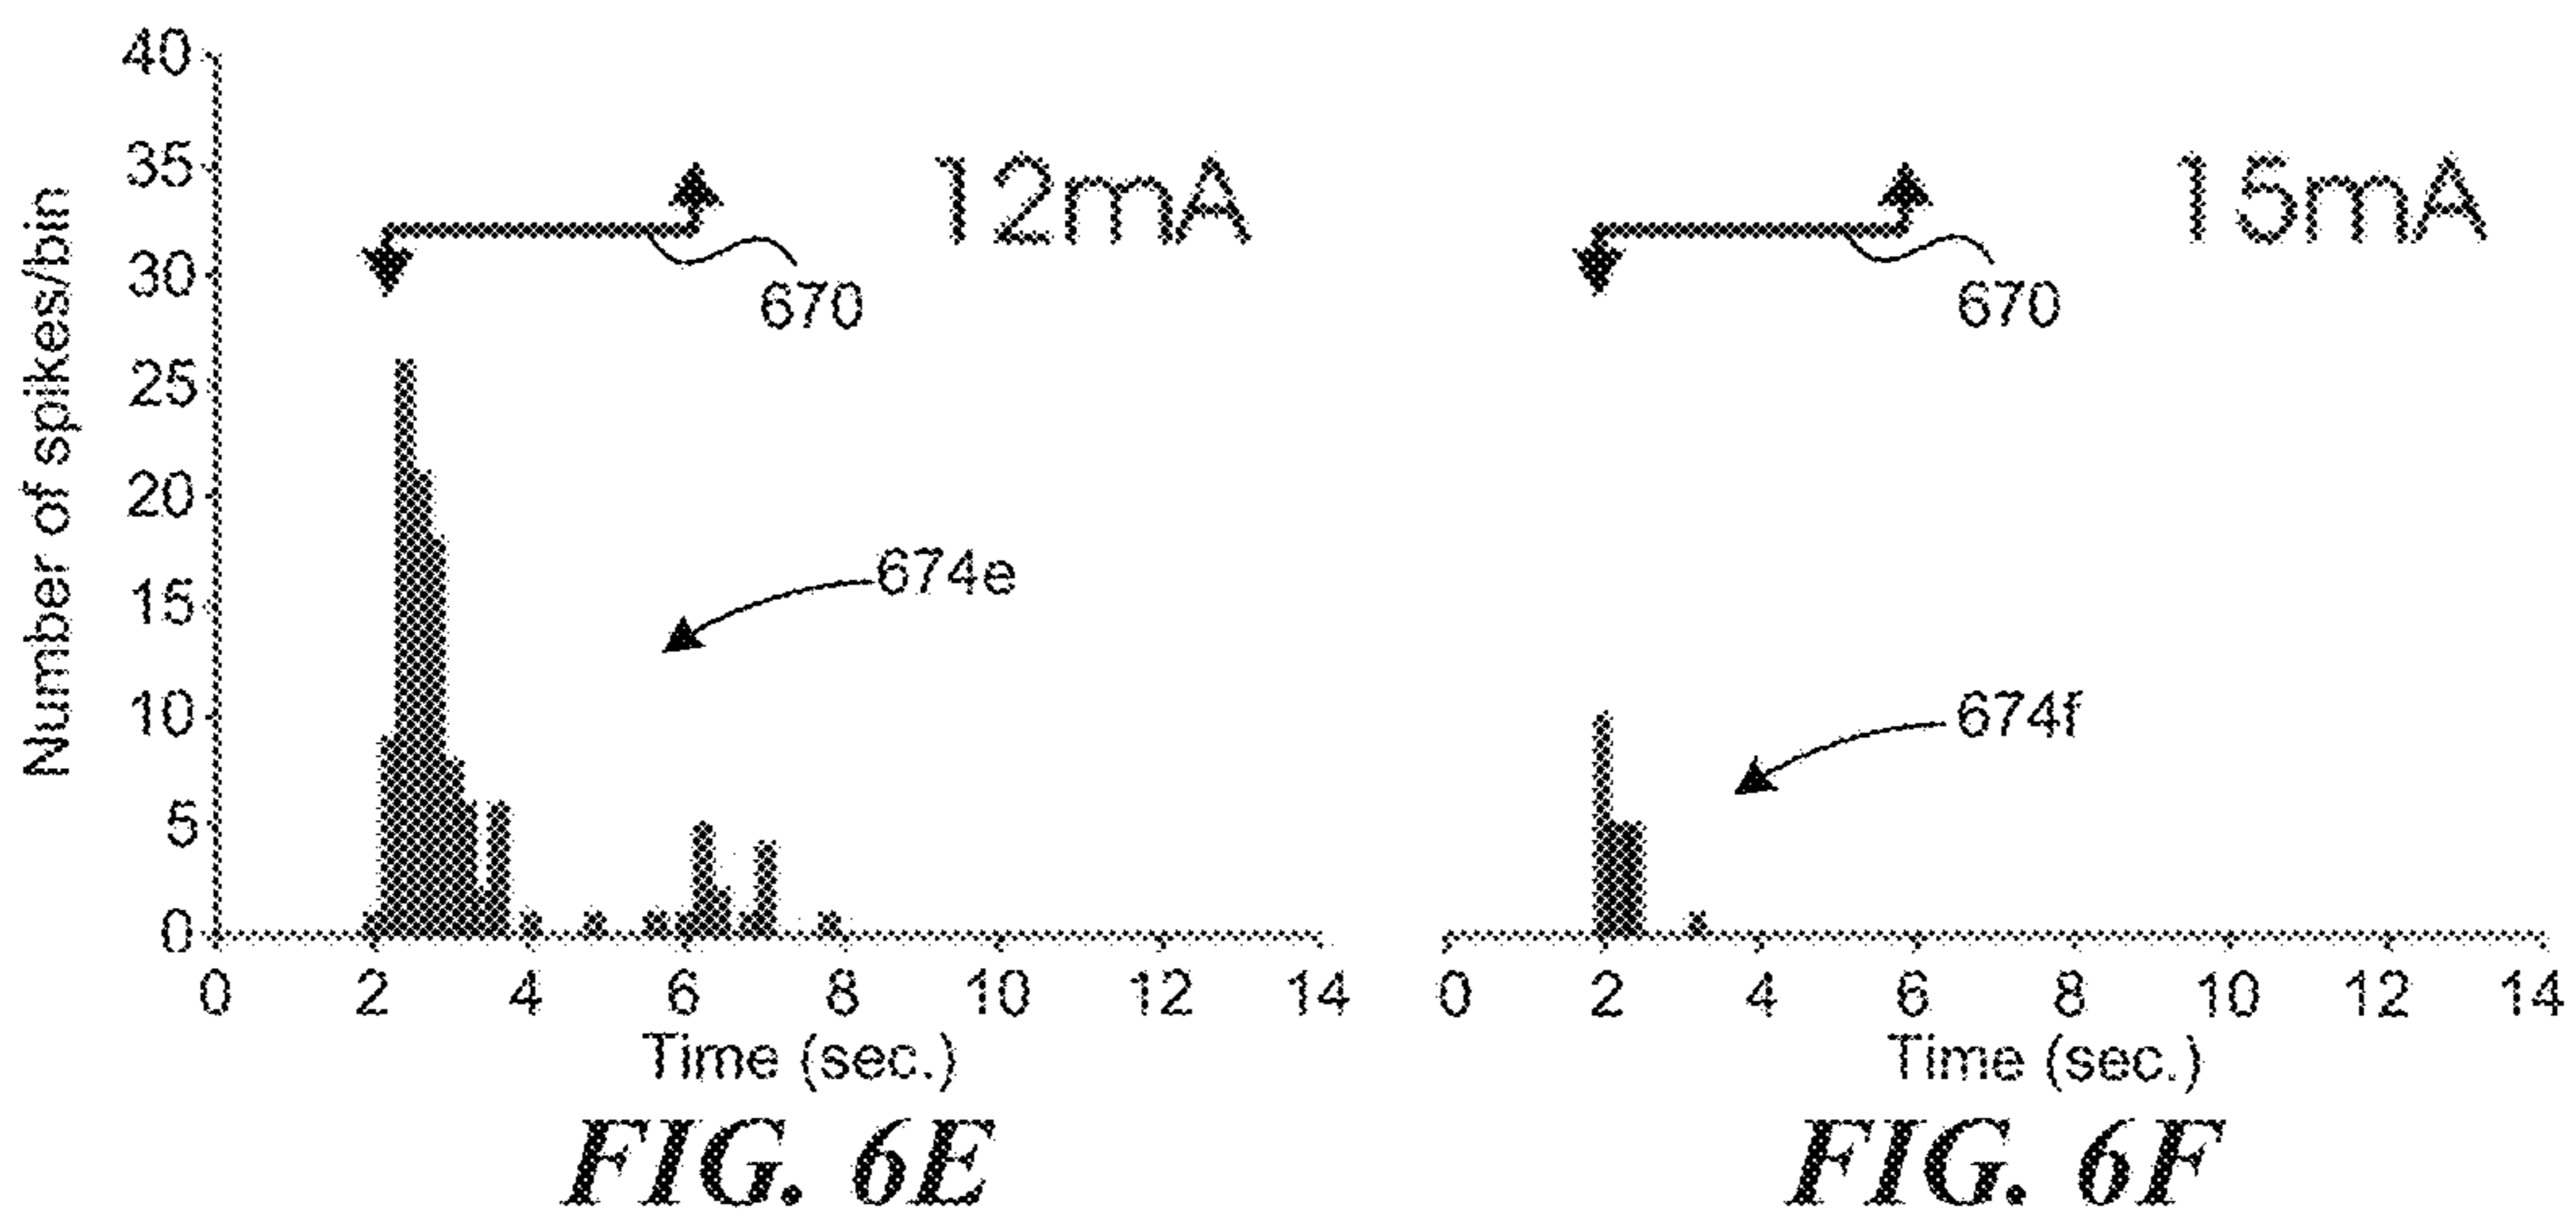 Number of spikes/bin
40
35
30
25
20
15
10
5
0
12mA
670
674e
0 2 4 6 8 10 12 14
Time (sec.)
FIG. 6E
15mA
670
674f
0 2 4 6 8 10 12 14
Time (sec.)
FIG. 6F